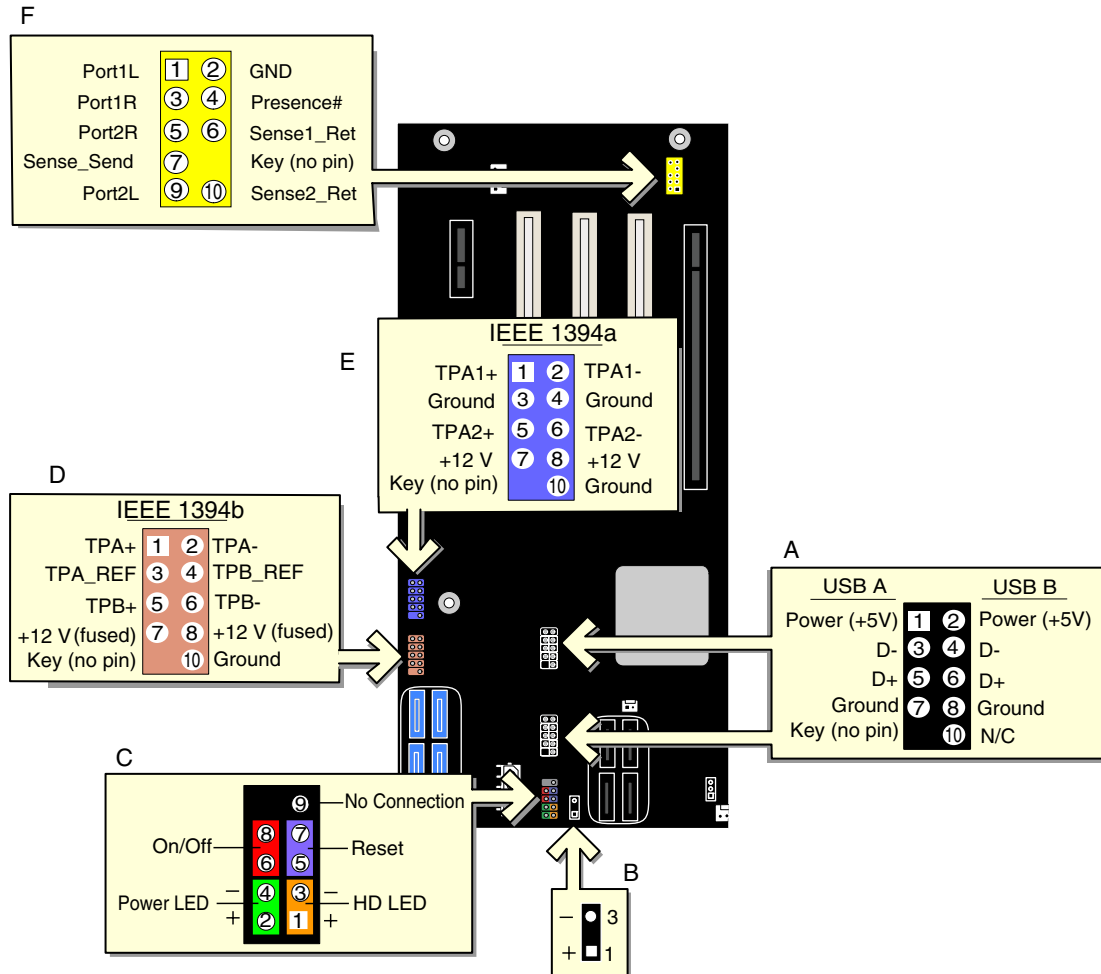 F
Port1L 1 2 GND
Port1R 3 4 Presence#
Port2R 5 6 Sense1_Ret
Sense_Send 7 Key (no pin)
Port2L 9 10 Sense2_Ret
E
IEEE 1394a
TPA1+ 1 2 TPA1-
Ground 3 4 Ground
TPA2+ 5 6 TPA2-
+12 V 7 8 +12 V
Key (no pin) 10 Ground
D
IEEE 1394b
TPA+ 1 2 TPA-
TPA_REF 3 4 TPB_REF
TPB+ 5 6 TPB-
+12 V (fused) 7 8 +12 V (fused)
Key (no pin) 10 Ground
A
USB A USB B
Power (+5V) 1 2 Power (+5V)
D- 3 4 D-
D+ 5 6 D+
Ground 7 8 Ground
Key (no pin) 10 N/C
C
9 No Connection
On/Off 8 7 Reset
6 5
Power LED − 4 3 − HD LED
+ 2 1 +
B
− 3
+ 1